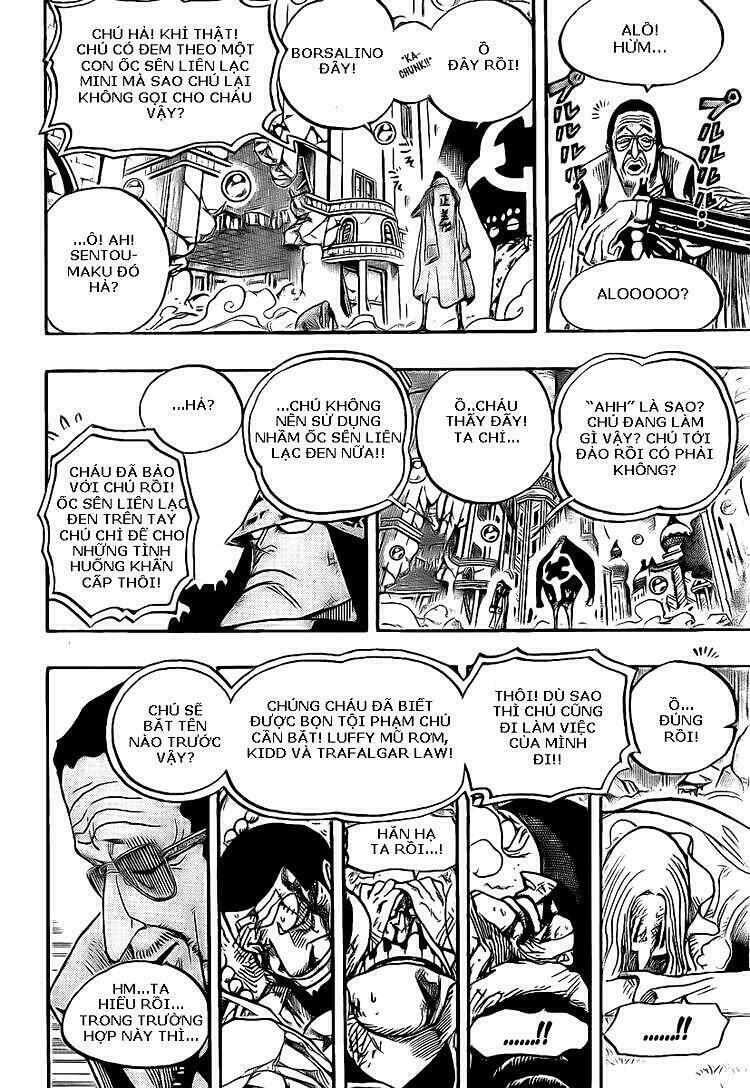 ALÔ!
HỪM...
ALOOOOO?
Ồ
ĐÂY RỒI!
"KA-
CHUNK!!"
BORSALINO
ĐÂY!
CHÚ HẢ! KHỈ THẬT!
CHÚ CÓ ĐEM THEO MỘT
CON ỐC SÊN LIÊN LẠC
MINI MÀ SAO CHÚ LẠI
KHÔNG GỌI CHO CHÁU
VẬY?
...Ô! AH!
SENTOU-
MAKU ĐÓ
HẢ?
"AHH" LÀ SAO?
CHÚ ĐANG LÀM
GÌ VẬY? CHÚ TỚI
ĐẢO RỒI CÓ PHẢI
KHÔNG?
Ồ..CHÁU
THẤY ĐẤY!
TA CHỈ...
...CHÚ KHÔNG
NÊN SỬ DỤNG
NHẦM ỐC SÊN LIÊN
LẠC ĐEN NỮA!!
...HẢ?
CHÁU ĐÃ BẢO
VỚI CHÚ RỒI!
ỐC SÊN LIÊN LẠC
ĐEN TRÊN TAY
CHÚ CHỈ ĐỂ CHO
NHỮNG TÌNH
HUỐNG KHẨN
CẤP THÔI!
Ồ...
ĐÚNG
RỒI!
THÔI! DÙ SAO
THÌ CHÚ CŨNG
ĐI LÀM VIỆC
CỦA MÌNH
ĐI!!
CHÚNG CHÁU ĐÃ BIẾT
ĐƯỢC BỌN TỘI PHẠM CHÚ
CẦN BẮT! LUFFY MŨ RƠM,
KIDD VÀ TRAFALGAR LAW!
CHÚ SẼ
BẮT TÊN
NÀO TRƯỚC
VẬY?
.......!!
.......!!
HẮN HẠ
TA RỒI...!
HM...TA
HIỂU RỒI...
TRONG TRƯỜNG
HỢP NÀY THÌ...